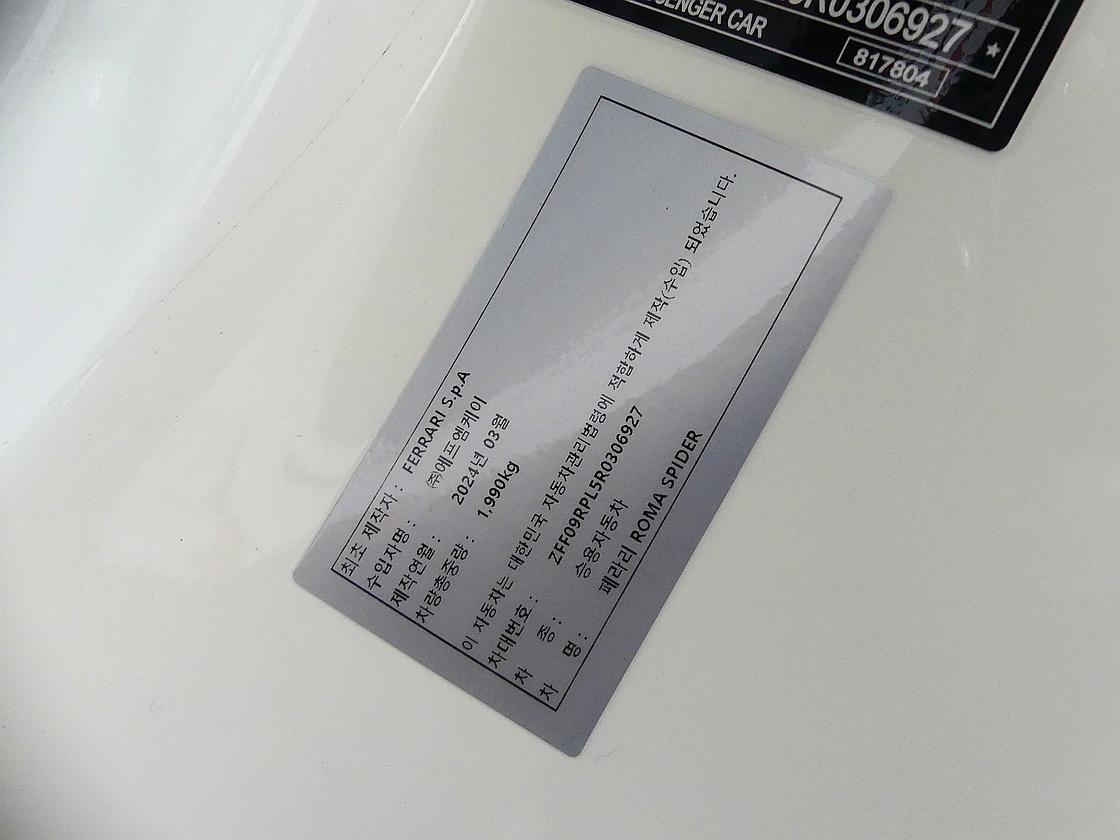 R0306927 ★
SENGER CAR
817804
최초 제작자 : FERRARI S.p.A
수입자명 : ㈜에프엠케이
제작연월 : 2024년 03월
차량총중량 : 1,990kg
이 자동차는 대한민국 자동차관리법령에 적합하게 제작(수입) 되었습니다.
차대번호 : ZFF09RPL5R0306927
차 종 : 승용자동차
차 명 : 페라리 ROMA SPIDER